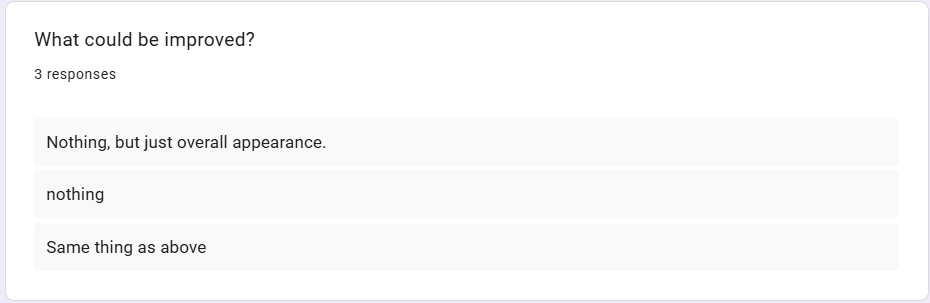 What could be improved?
3 responses
Nothing, but just overall appearance.
nothing
Same thing as above